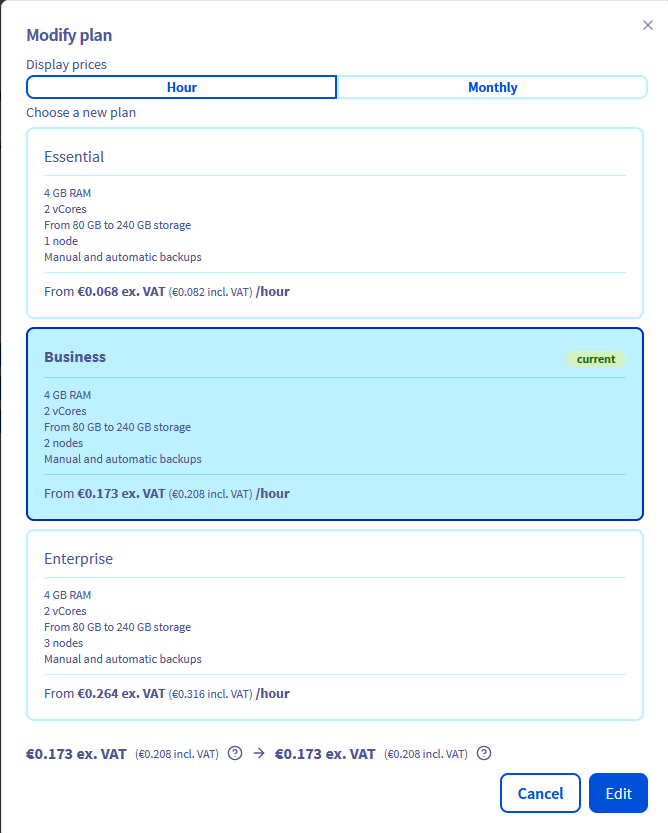 Modify plan
Display prices
Hour Monthly
Choose a new plan
Essential
4 GB RAM
2 vCores
From 80 GB to 240 GB storage
1 node
Manual and automatic backups
From €0.068 ex. VAT (€0.082 incl. VAT) /hour
Business current
4 GB RAM
2 vCores
From 80 GB to 240 GB storage
2 nodes
Manual and automatic backups
From €0.173 ex. VAT (€0.208 incl. VAT) /hour
Enterprise
4 GB RAM
2 vCores
From 80 GB to 240 GB storage
3 nodes
Manual and automatic backups
From €0.264 ex. VAT (€0.316 incl. VAT) /hour
€0.173 ex. VAT (€0.208 incl. VAT) ? → €0.173 ex. VAT (€0.208 incl. VAT) ?
Cancel Edit